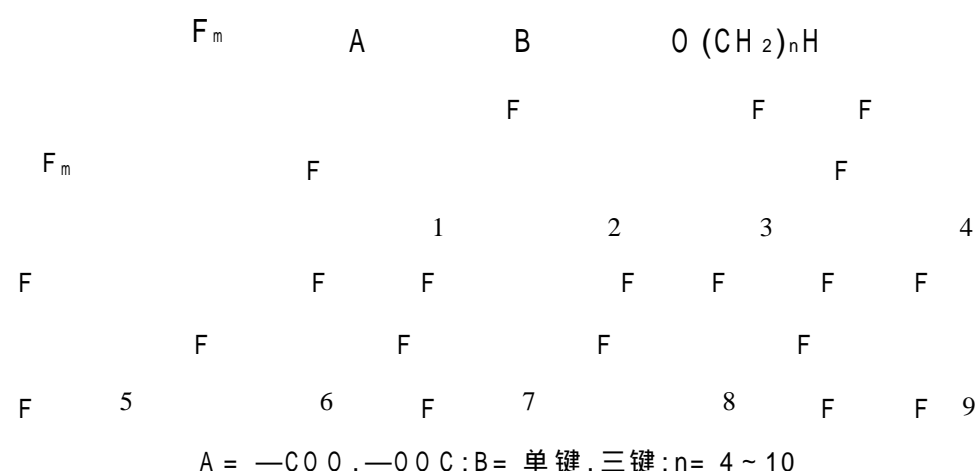 Fm A B O (CH2)nH
F F F
Fm F F
1 2 3 4
F F F F F F F
F F F F
F 5 6 F 7 8 F F 9
A = —COO,—OOC;B= 单键,三键;n= 4~10